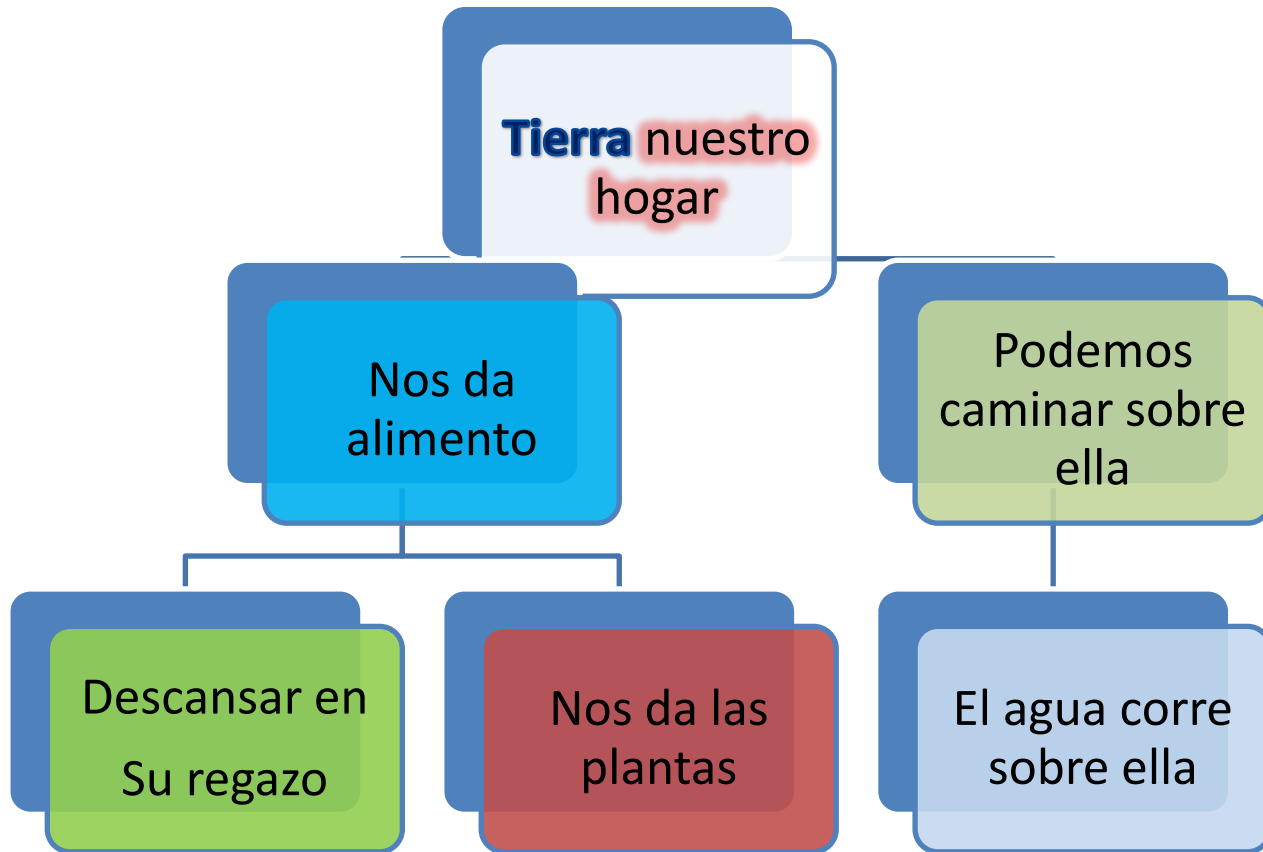 Tierra nuestro
hogar
Nos da
alimento
Podemos
caminar sobre
ella
Descansar en
Su regazo
Nos da las
plantas
El agua corre
sobre ella